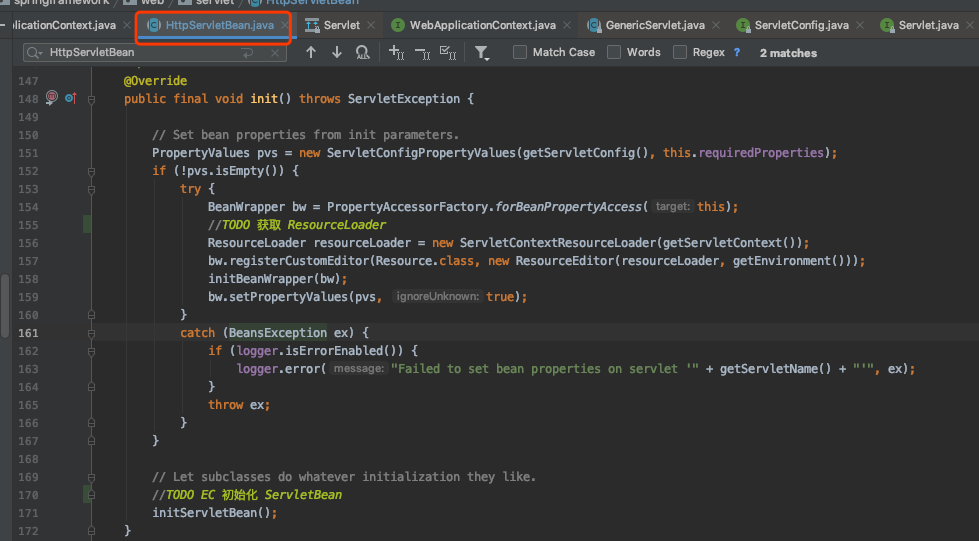 springframework web servlet HttpServletBean
plicationContext.java HttpServletBean.java Servlet WebApplicationContext.java GenericServlet.java ServletConfig.java Servlet.java
HttpServletBean Match Case Words Regex ? 2 matches
147 @Override
148 public final void init() throws ServletException {
149
150 // Set bean properties from init parameters.
151 PropertyValues pvs = new ServletConfigPropertyValues(getServletConfig(), this.requiredProperties);
152 if (!pvs.isEmpty()) {
153 try {
154 BeanWrapper bw = PropertyAccessorFactory.forBeanPropertyAccess( target: this);
155 //TODO 获取 ResourceLoader
156 ResourceLoader resourceLoader = new ServletContextResourceLoader(getServletContext());
157 bw.registerCustomEditor(Resource.class, new ResourceEditor(resourceLoader, getEnvironment()));
158 initBeanWrapper(bw);
159 bw.setPropertyValues(pvs, ignoreUnknown: true);
160 }
161 catch (BeansException ex) {
162 if (logger.isErrorEnabled()) {
163 logger.error( message: "Failed to set bean properties on servlet '" + getServletName() + "'", ex);
164 }
165 throw ex;
166 }
167 }
168
169 // Let subclasses do whatever initialization they like.
170 //TODO EC 初始化 ServletBean
171 initServletBean();
172 }